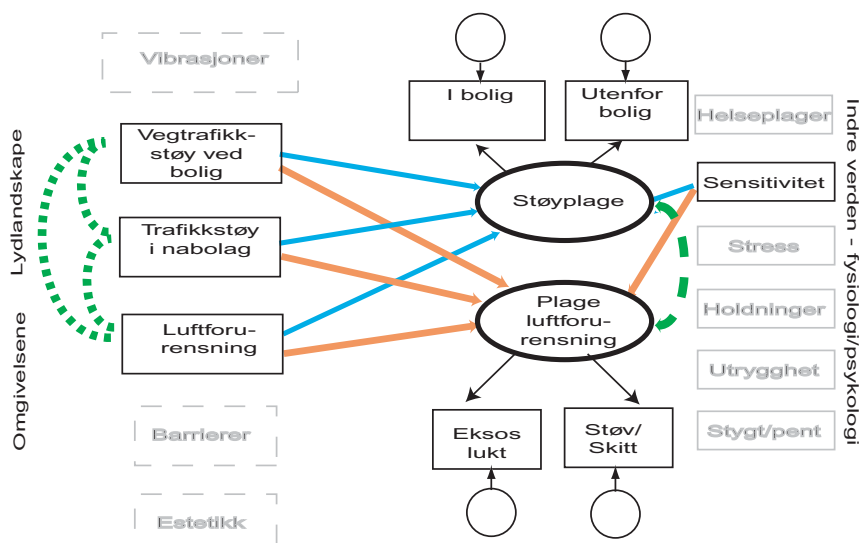 Vibrasjoner
I bolig
Utenfor
bolig
Helseplager
Lydlandskape
Vegtrafikk-
støy ved
bolig
Støyplage
Sensitivitet
Trafikkstøy
i nabolag
Stress
Plage
luftforu-
rensning
Holdninger
Omgivelsene
Luftforu-
rensning
Utrygghet
Barrierer
Eksos
lukt
Støv/
Skitt
Stygt/pent
Estetikk
Indre verden - fysiologi/psykologi